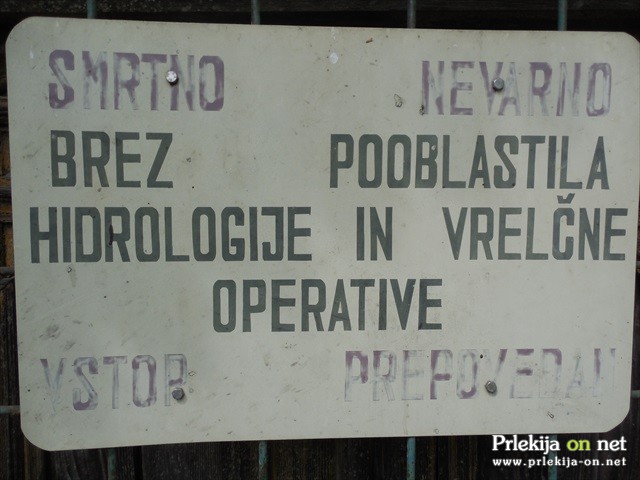 SMRTNO NEVARNO
BREZ POOBLASTILA
HIDROLOGIJE IN VRELČNE
OPERATIVE
VSTOP PREPOVEDAN
Prlekija on net
www.prlekija-on.net